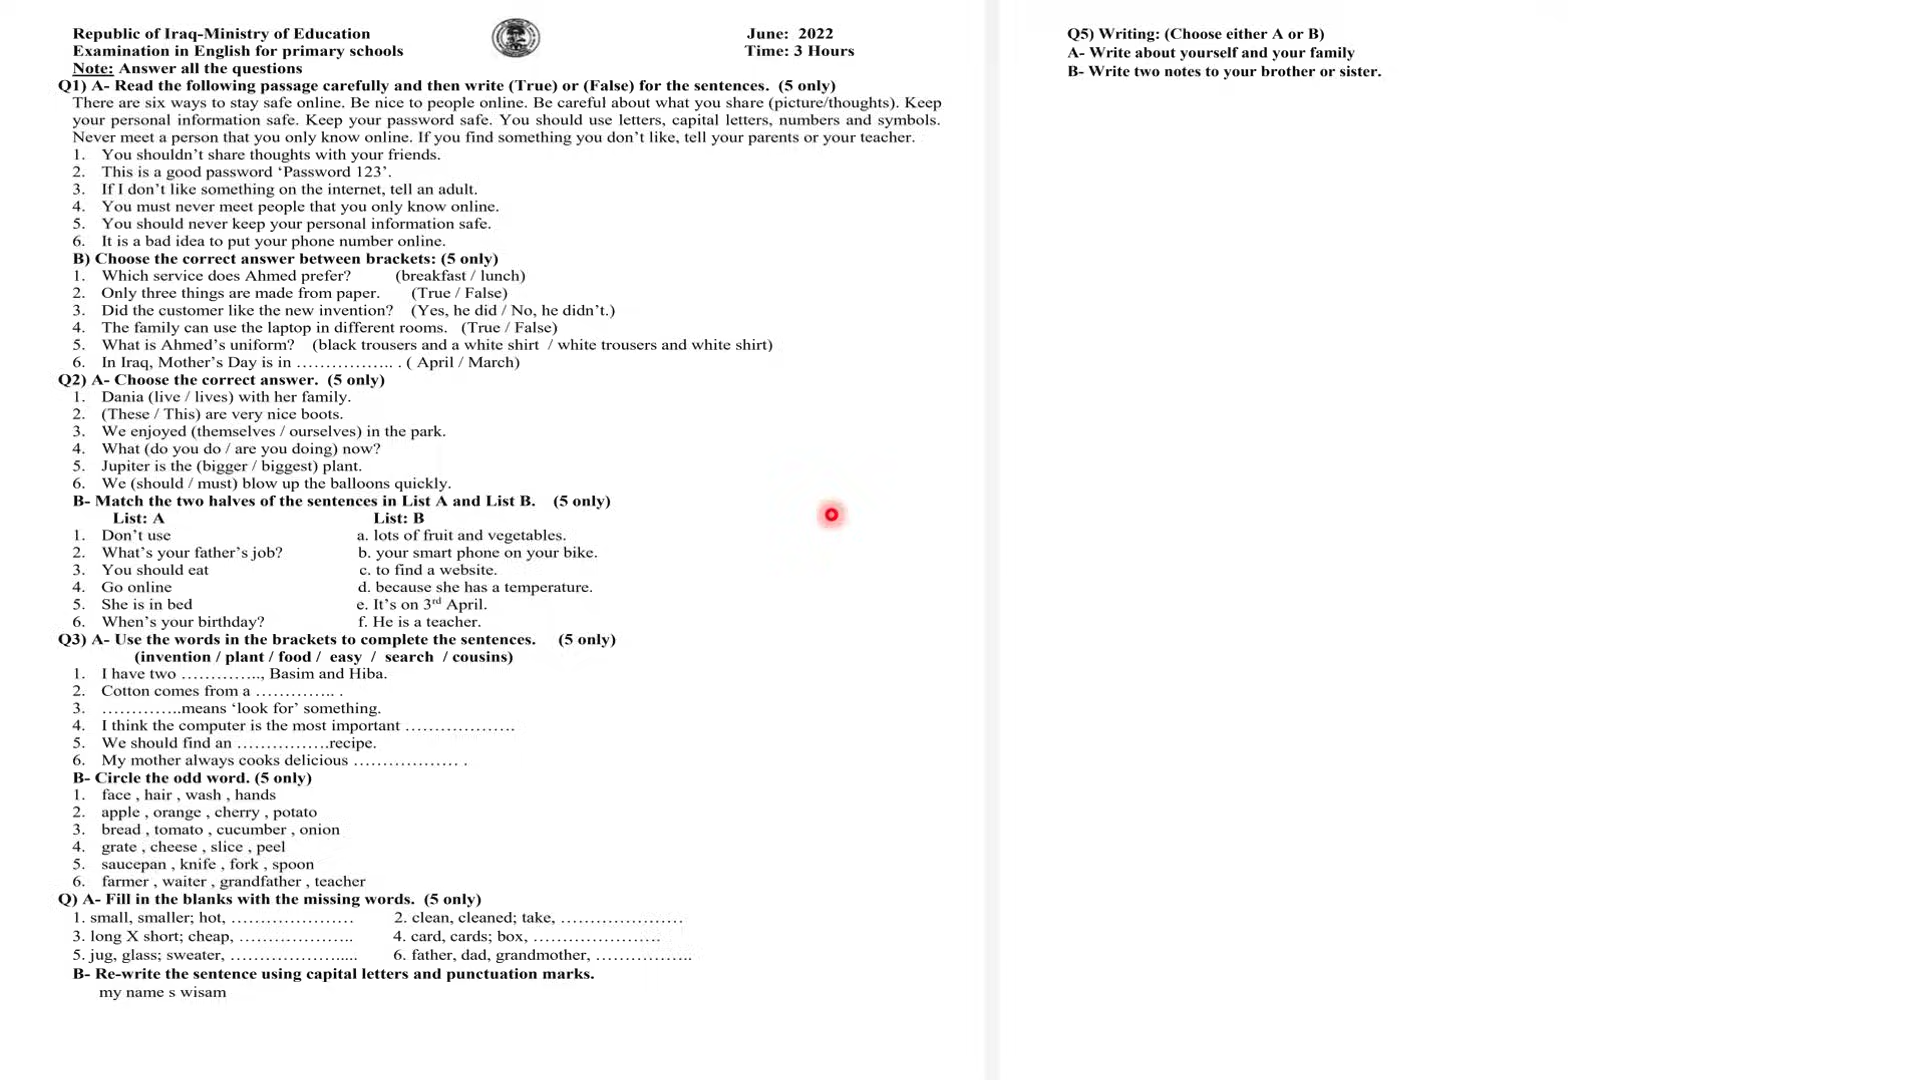 Republic of Iraq-Ministry of Education June: 2022
Examination in English for primary schools Time: 3 Hours
Note: Answer all the questions
Q1) A- Read the following passage carefully and then write (True) or (False) for the sentences. (5 only)
There are six ways to stay safe online. Be nice to people online. Be careful about what you share (picture/thoughts). Keep
your personal information safe. Keep your password safe. You should use letters, capital letters, numbers and symbols.
Never meet a person that you only know online. If you find something you don’t like, tell your parents or your teacher.
1. You shouldn’t share thoughts with your friends.
2. This is a good password ‘Password 123’.
3. If I don’t like something on the internet, tell an adult.
4. You must never meet people that you only know online.
5. You should never keep your personal information safe.
6. It is a bad idea to put your phone number online.
B) Choose the correct answer between brackets: (5 only)
1. Which service does Ahmed prefer? (breakfast / lunch)
2. Only three things are made from paper. (True / False)
3. Did the customer like the new invention? (Yes, he did / No, he didn’t.)
4. The family can use the laptop in different rooms. (True / False)
5. What is Ahmed’s uniform? (black trousers and a white shirt / white trousers and white shirt)
6. In Iraq, Mother’s Day is in …………….. . ( April / March)
Q2) A- Choose the correct answer. (5 only)
1. Dania (live / lives) with her family.
2. (These / This) are very nice boots.
3. We enjoyed (themselves / ourselves) in the park.
4. What (do you do / are you doing) now?
5. Jupiter is the (bigger / biggest) plant.
6. We (should / must) blow up the balloons quickly.
B- Match the two halves of the sentences in List A and List B. (5 only)
List: A List: B
1. Don’t use a. lots of fruit and vegetables.
2. What’s your father’s job? b. your smart phone on your bike.
3. You should eat c. to find a website.
4. Go online d. because she has a temperature.
5. She is in bed e. It’s on 3rd April.
6. When’s your birthday? f. He is a teacher.
Q3) A- Use the words in the brackets to complete the sentences. (5 only)
(invention / plant / food / easy / search / cousins)
1. I have two ………….., Basim and Hiba.
2. Cotton comes from a ………….. .
3. …………..means ‘look for’ something.
4. I think the computer is the most important ……………….
5. We should find an …………….recipe.
6. My mother always cooks delicious ……………… .
B- Circle the odd word. (5 only)
1. face , hair , wash , hands
2. apple , orange , cherry , potato
3. bread , tomato , cucumber , onion
4. grate , cheese , slice , peel
5. saucepan , knife , fork , spoon
6. farmer , waiter , grandfather , teacher
Q) A- Fill in the blanks with the missing words. (5 only)
1. small, smaller; hot, ………………… 2. clean, cleaned; take, …………………
3. long X short; cheap, ……………….. 4. card, cards; box, ………………….
5. jug, glass; sweater, ………………..... 6. father, dad, grandmother, ……………..
B- Re-write the sentence using capital letters and punctuation marks.
my name s wisam
Q5) Writing: (Choose either A or B)
A- Write about yourself and your family
B- Write two notes to your brother or sister.